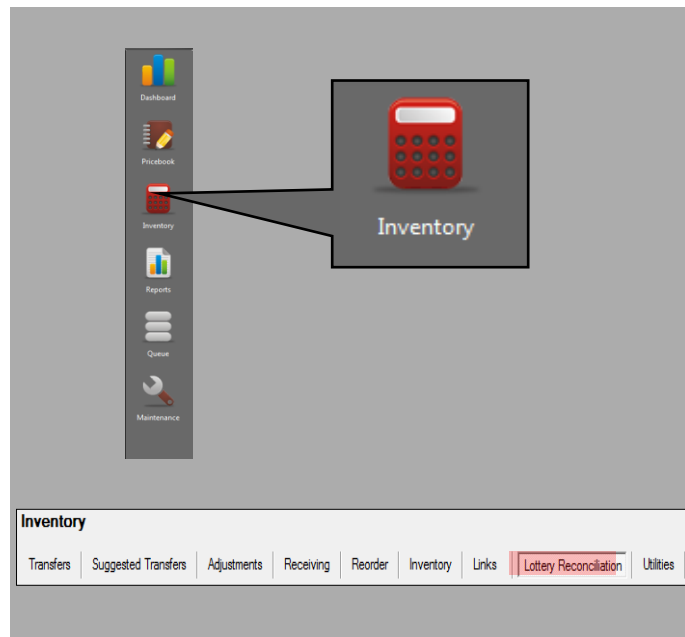 Dashboard
Pricebook
Inventory
Inventory
Reports
Queue
Maintenance
Inventory
Transfers Suggested Transfers Adjustments Receiving Reorder Inventory Links Lottery Reconciliation Utilities